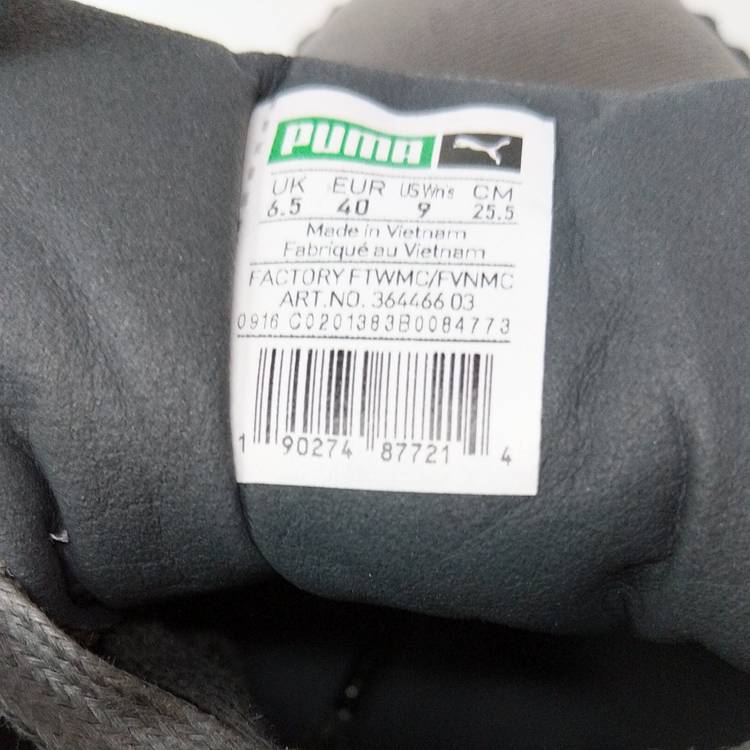 PUMA
UK EUR US Wn's CM
6.5 40 9 25.5
Made in Vietnam
Fabriqué au Vietnam
FACTORY FTWMC/FVNMC
ART.NO. 364466 03
0916 C0201383B0084773
1 90274 87721 4